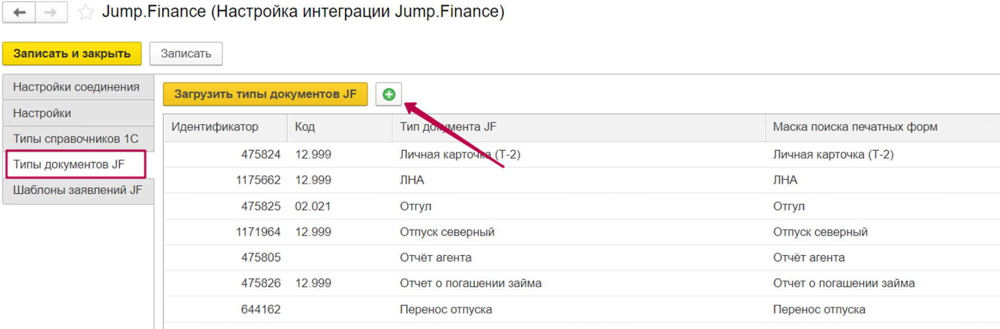 Jump.Finance (Настройка интеграции Jump.Finance)
Записать и закрыть Записать
Настройки соединения
Настройки
Типы справочников 1С
Типы документов JF
Шаблоны заявлений JF
Загрузить типы документов JF
Идентификатор Код Тип документа JF Маска поиска печатных форм
475824 12.999 Личная карточка (Т-2) Личная карточка (Т-2)
1175662 12.999 ЛНА ЛНА
475825 02.021 Отгул Отгул
1171964 12.999 Отпуск северный Отпуск северный
475805 Отчёт агента Отчёт агента
475826 12.999 Отчет о погашении займа Отчет о погашении займа
644162 Перенос отпуска Перенос отпуска